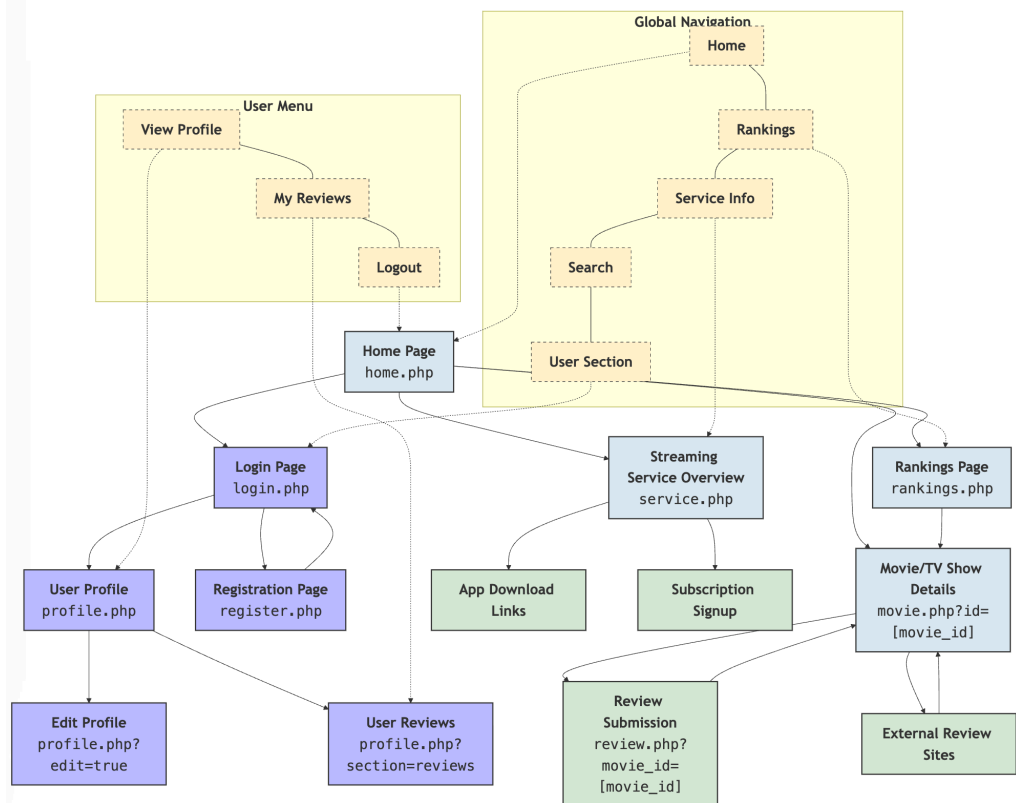 Global Navigation
Home
User Menu
View Profile
Rankings
My Reviews
Service Info
Logout
Search
Home Page
home.php
User Section
Login Page
login.php
Streaming
Service Overview
service.php
Rankings Page
rankings.php
User Profile
profile.php
Registration Page
register.php
App Download
Links
Subscription
Signup
Movie/TV Show
Details
movie.php?id=
[movie_id]
Edit Profile
profile.php?
edit=true
User Reviews
profile.php?
section=reviews
Review
Submission
review.php?
movie_id=
[movie_id]
External Review
Sites